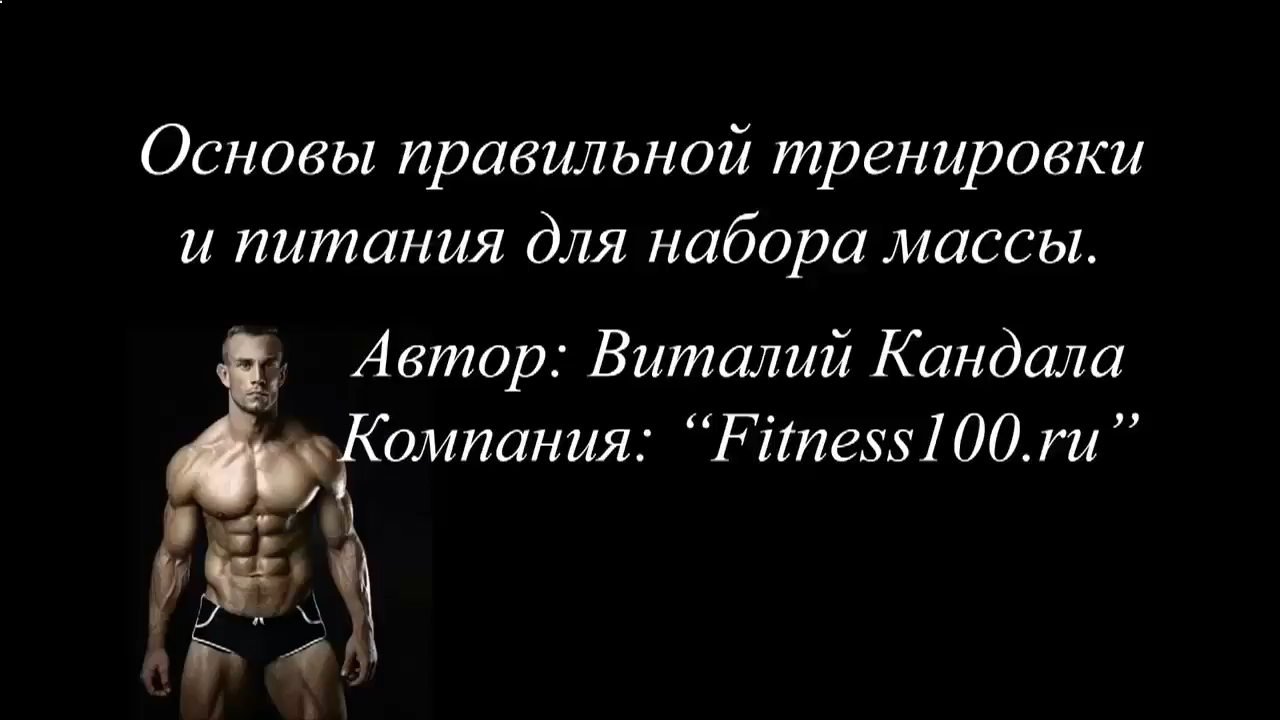 Основы правильной тренировки
и питания для набора массы.
Автор: Виталий Кандала
Компания: “Fitness100.ru”